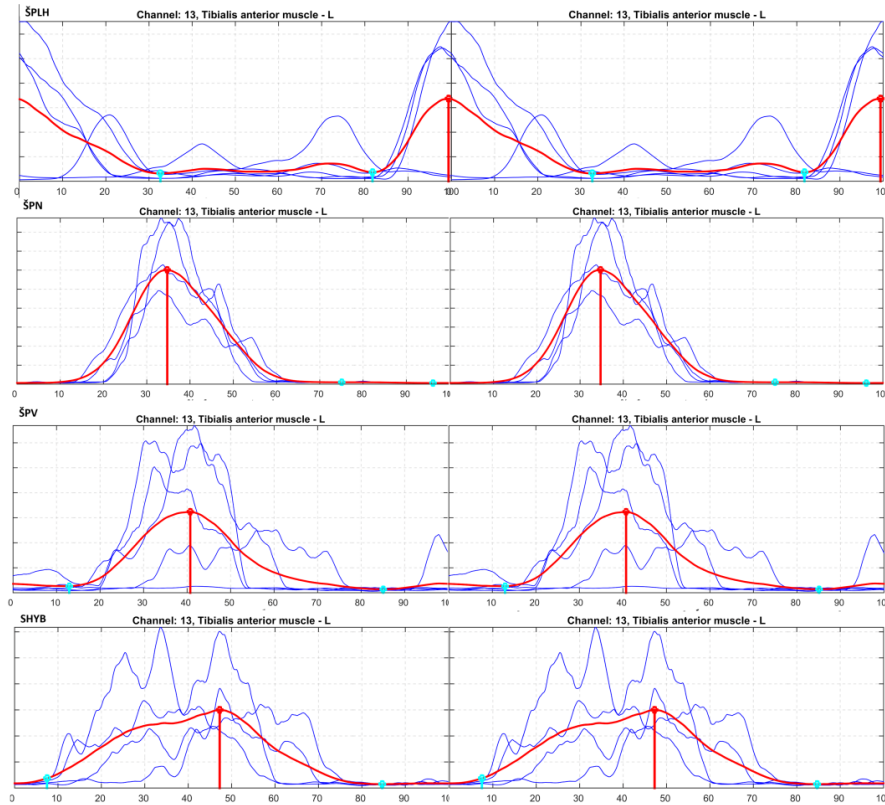 ŠPLH
Channel: 13, Tibialis anterior muscle - L Channel: 13, Tibialis anterior muscle - L
0 10 20 30 40 50 60 70 80 90 100 10 20 30 40 50 60 70 80 90 10
ŠPN
Channel: 13, Tibialis anterior muscle - L Channel: 13, Tibialis anterior muscle - L
0 10 20 30 40 50 60 70 80 90 10 0 10 20 30 40 50 60 70 80 90 10
ŠPV
Channel: 13, Tibialis anterior muscle - L Channel: 13, Tibialis anterior muscle - L
0 10 20 30 40 50 60 70 80 90 10 0 10 20 30 40 50 60 70 80 90 10
SHYB
Channel: 13, Tibialis anterior muscle - L Channel: 13, Tibialis anterior muscle - L
0 10 20 30 40 50 60 70 80 90 10 0 10 20 30 40 50 60 70 80 90 10